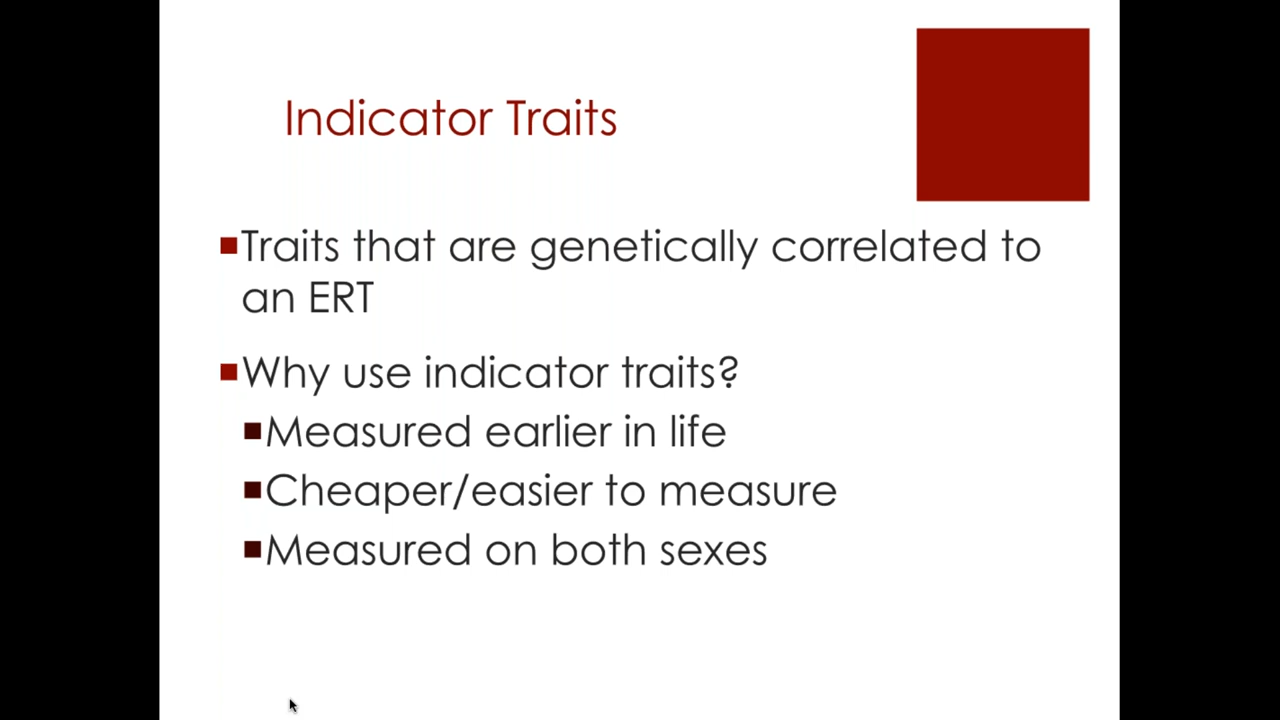 Indicator Traits
Traits that are genetically correlated to
an ERT
Why use indicator traits?
Measured earlier in life
Cheaper/easier to measure
Measured on both sexes